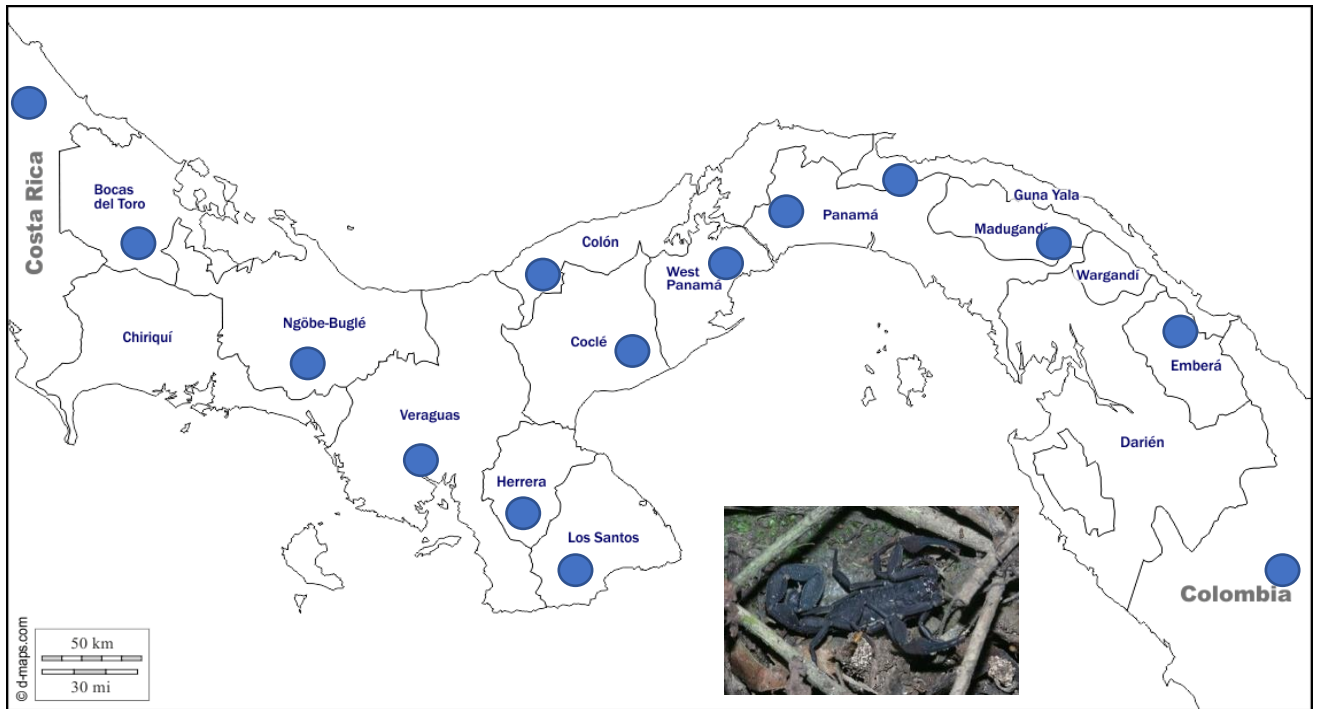 Costa Rica
Bocas
del Toro
Chiriquí
Ngöbe-Buglé
Veraguas
Herrera
Los Santos
Coclé
Colón
West
Panamá
Panamá
Guna Yala
Madugandí
Wargandí
Emberá
Darién
Colombia
50 km
30 mi
© d-maps.com